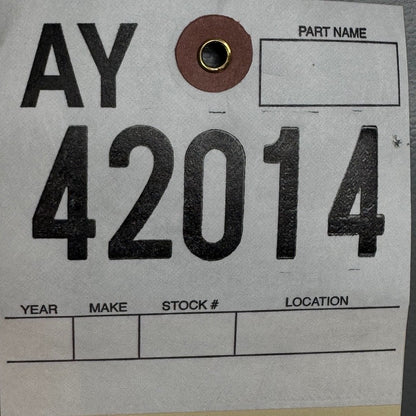 AY
PART NAME
42014
YEAR MAKE STOCK # LOCATION